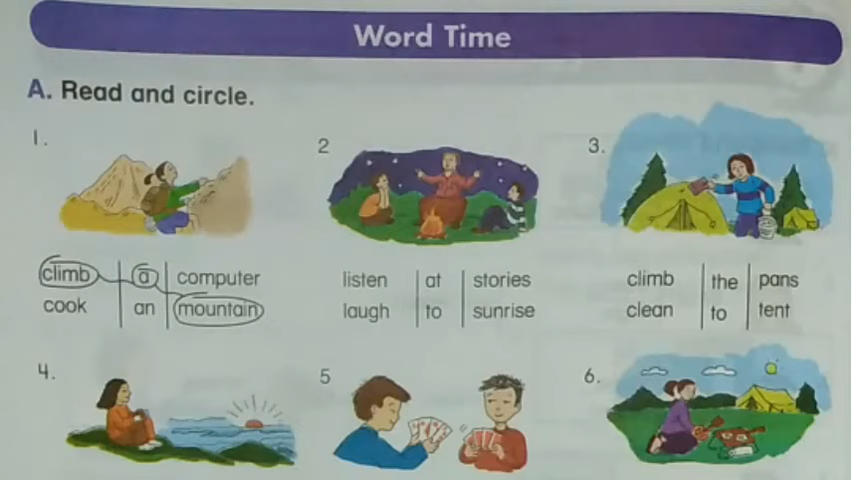 Word Time
A. Read and circle.
1.
2
3.
climb a computer
cook an mountain
listen at stories
laugh to sunrise
climb the pans
clean to tent
4.
5
6.